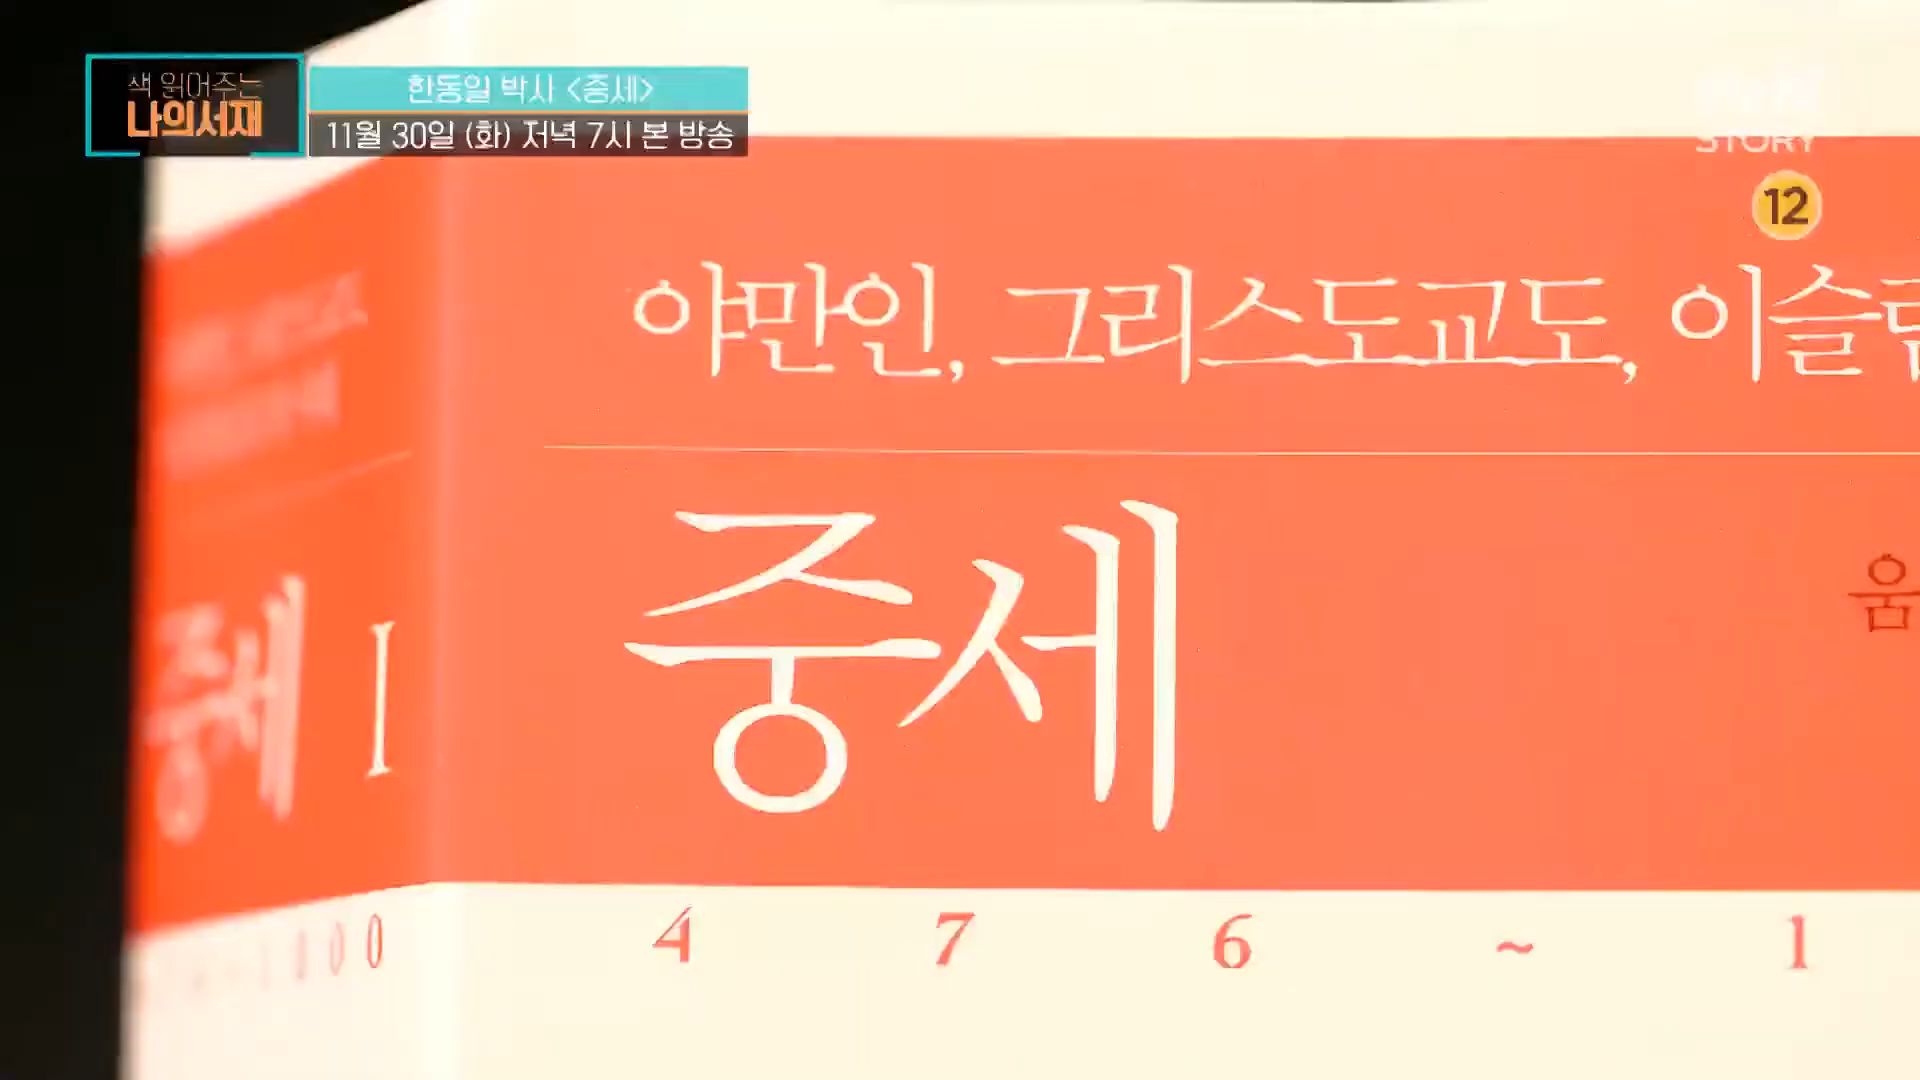 책 읽어주는
나의서재
한동일 박사 <중세>
11월 30일 (화) 저녁 7시 본 방송
STORY
12
야만인, 그리스도교도, 이슬람
중세
움
중세 I
4 7 6 ~ 1